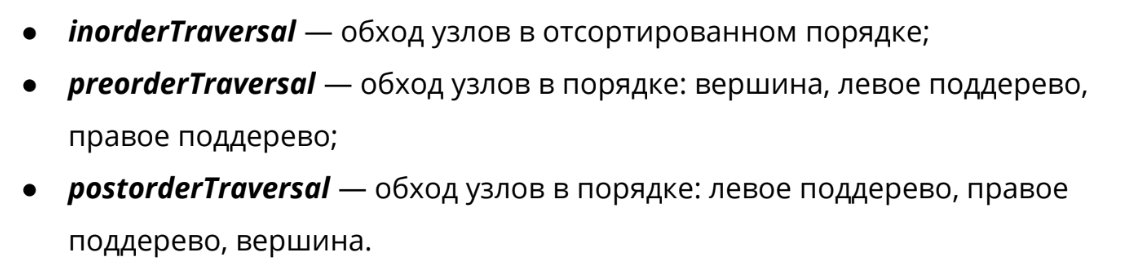 ● inorderTraversal — обход узлов в отсортированном порядке;
● preorderTraversal — обход узлов в порядке: вершина, левое поддерево,
правое поддерево;
● postorderTraversal — обход узлов в порядке: левое поддерево, правое
поддерево, вершина.